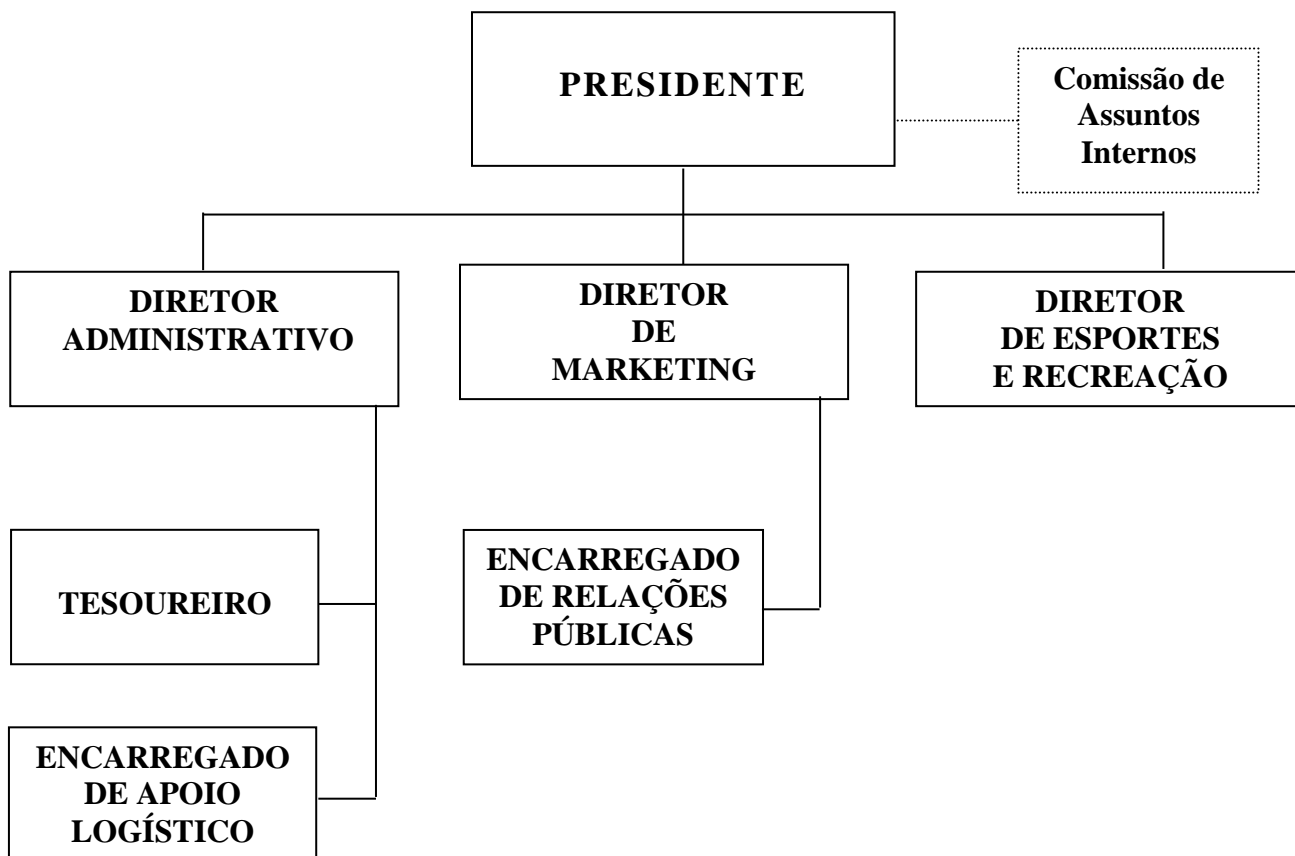 PRESIDENTE
Comissão de
Assuntos
Internos
DIRETOR
ADMINISTRATIVO
DIRETOR
DE
MARKETING
DIRETOR
DE ESPORTES
E RECREAÇÃO
TESOUREIRO
ENCARREGADO
DE RELAÇÕES
PÚBLICAS
ENCARREGADO
DE APOIO
LOGÍSTICO